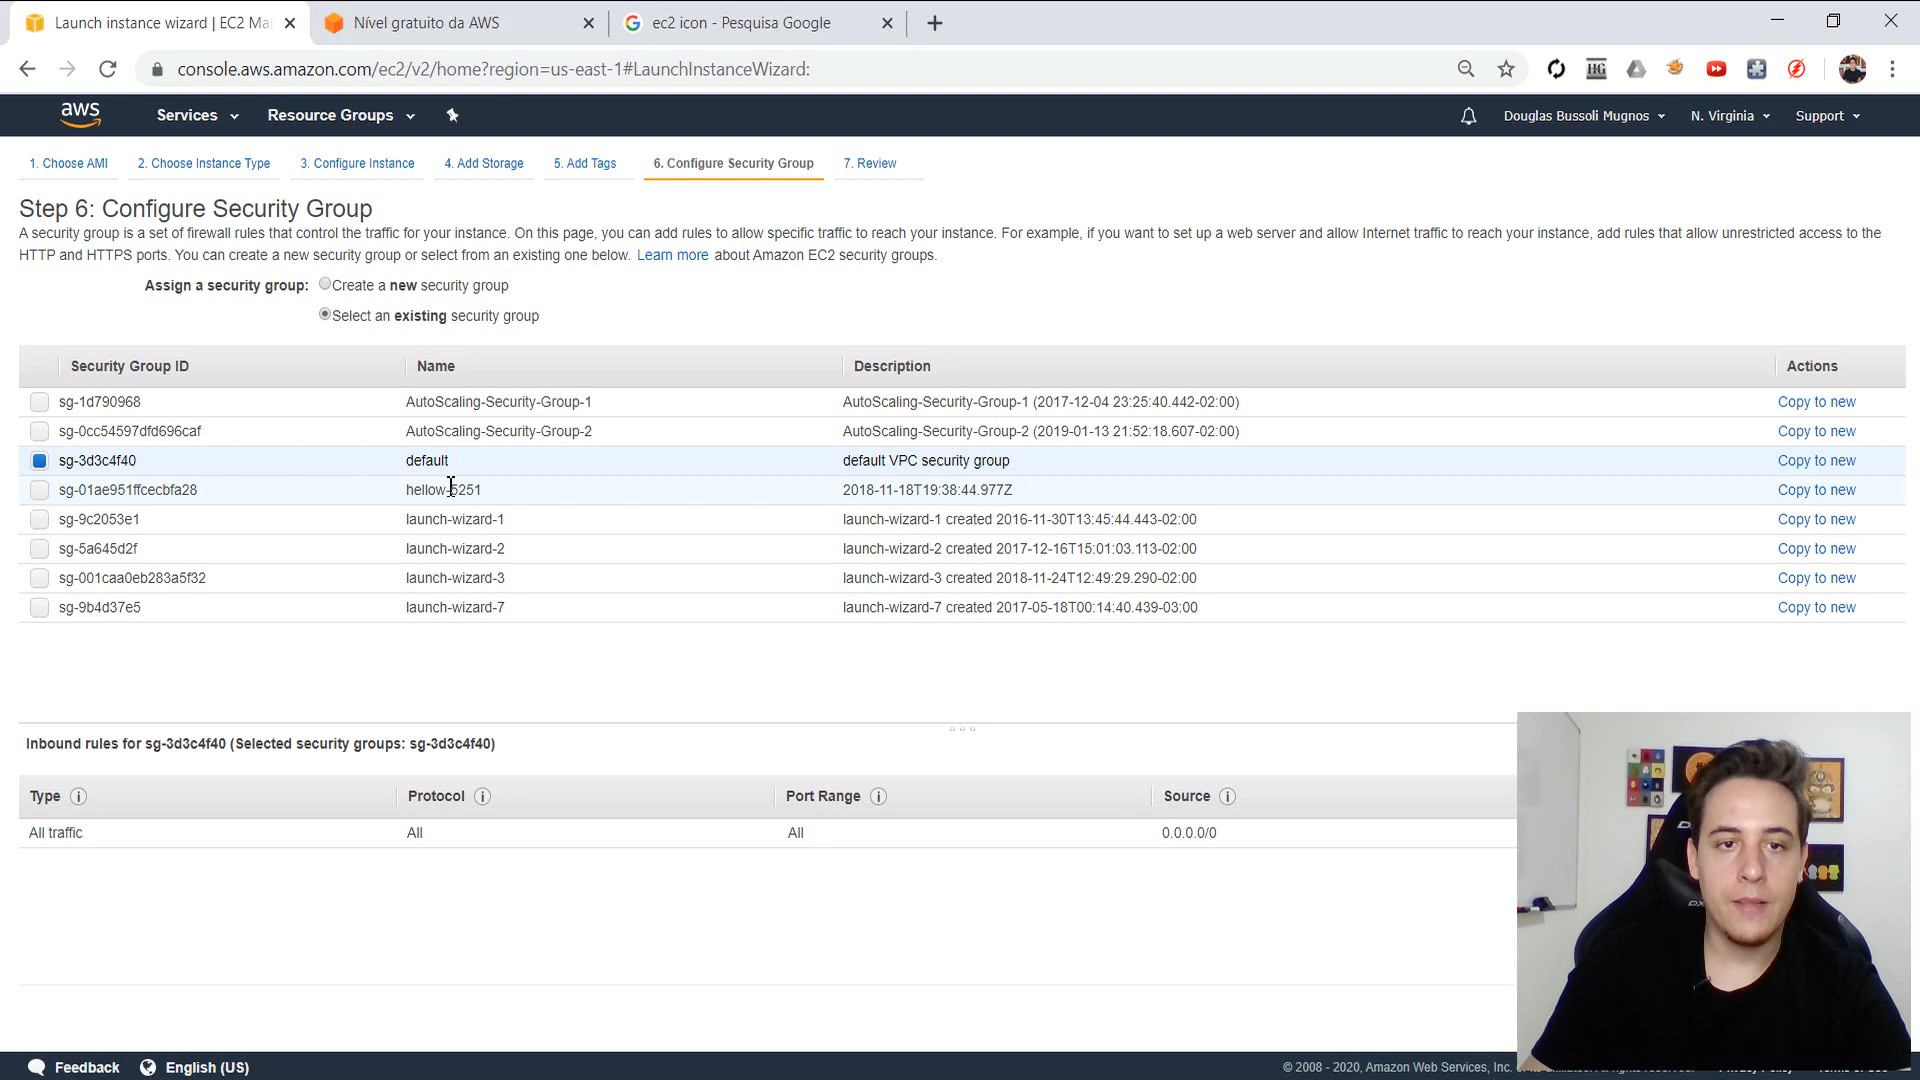 Launch instance wizard | EC2 Ma
Nível gratuito da AWS
ec2 icon - Pesquisa Google
console.aws.amazon.com/ec2/v2/home?region=us-east-1#LaunchInstanceWizard:
aws
Services
Resource Groups
Douglas Bussoli Mugnos
N. Virginia
Support
1. Choose AMI
2. Choose Instance Type
3. Configure Instance
4. Add Storage
5. Add Tags
6. Configure Security Group
7. Review
Step 6: Configure Security Group
A security group is a set of firewall rules that control the traffic for your instance. On this page, you can add rules to allow specific traffic to reach your instance. For example, if you want to set up a web server and allow Internet traffic to reach your instance, add rules that allow unrestricted access to the
HTTP and HTTPS ports. You can create a new security group or select from an existing one below. Learn more about Amazon EC2 security groups.
Assign a security group:
Create a new security group
Select an existing security group
Security Group ID Name Description Actions
sg-1d790968 AutoScaling-Security-Group-1 AutoScaling-Security-Group-1 (2017-12-04 23:25:40.442-02:00) Copy to new
sg-0cc54597dfd696caf AutoScaling-Security-Group-2 AutoScaling-Security-Group-2 (2019-01-13 21:52:18.607-02:00) Copy to new
sg-3d3c4f40 default default VPC security group Copy to new
sg-01ae951ffcecbfa28 hellow-5251 2018-11-18T19:38:44.977Z Copy to new
sg-9c2053e1 launch-wizard-1 launch-wizard-1 created 2016-11-30T13:45:44.443-02:00 Copy to new
sg-5a645d2f launch-wizard-2 launch-wizard-2 created 2017-12-16T15:01:03.113-02:00 Copy to new
sg-001caa0eb283a5f32 launch-wizard-3 launch-wizard-3 created 2018-11-24T12:49:29.290-02:00 Copy to new
sg-9b4d37e5 launch-wizard-7 launch-wizard-7 created 2017-05-18T00:14:40.439-03:00 Copy to new
Inbound rules for sg-3d3c4f40 (Selected security groups: sg-3d3c4f40)
Type Protocol Port Range Source
All traffic All All 0.0.0.0/0
Feedback
English (US)
© 2008 - 2020, Amazon Web Services, Inc.